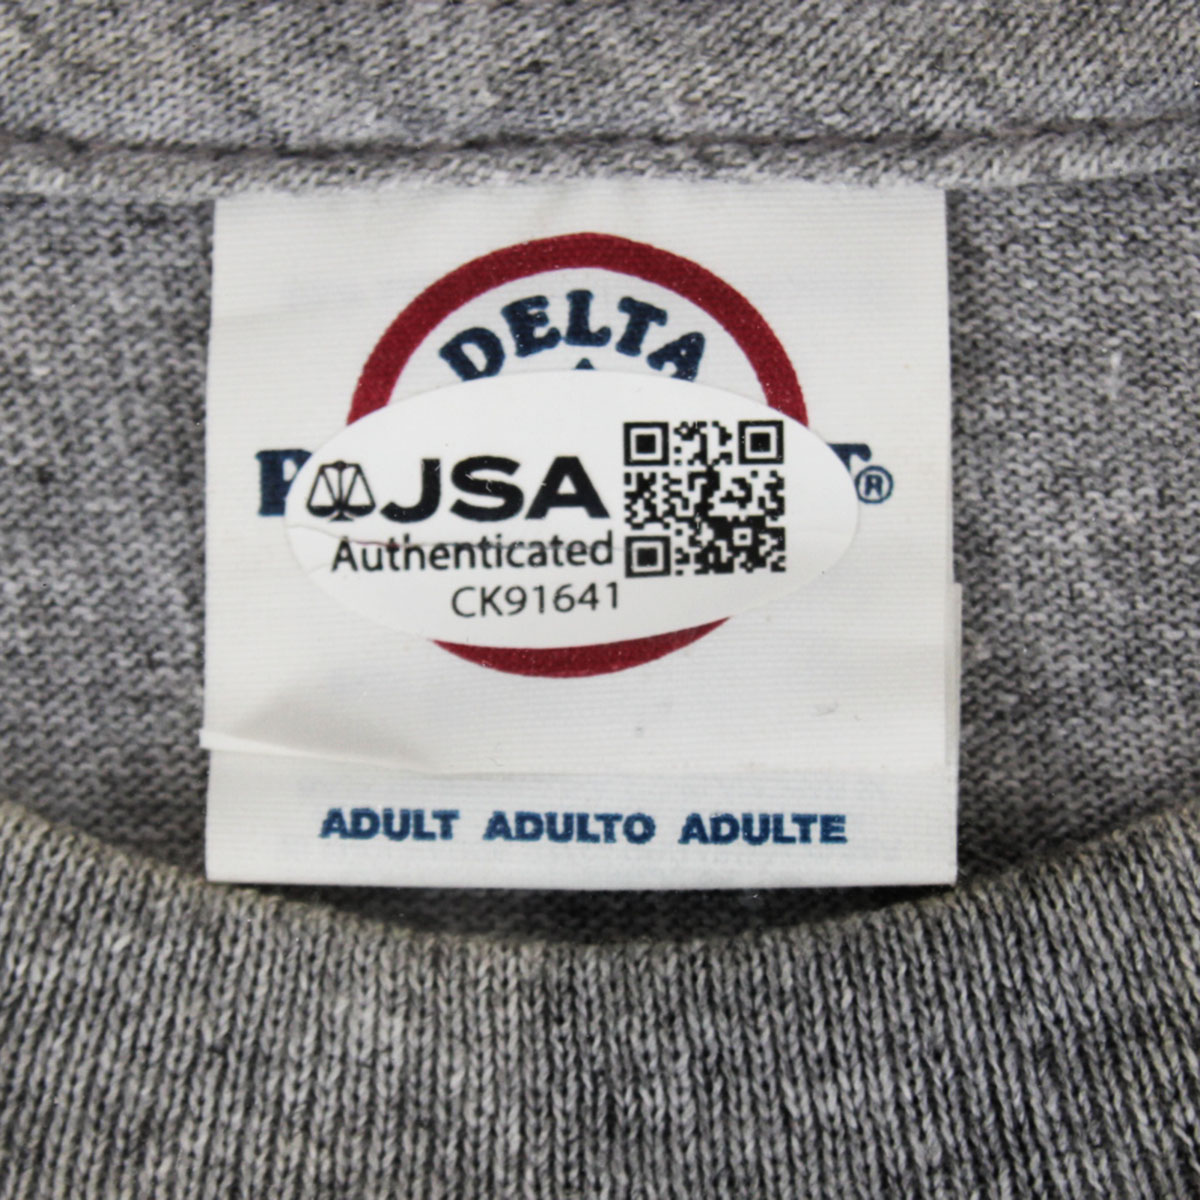 DELTA
JSA
Authenticated
CK91641
®
ADULT ADULTO ADULTE